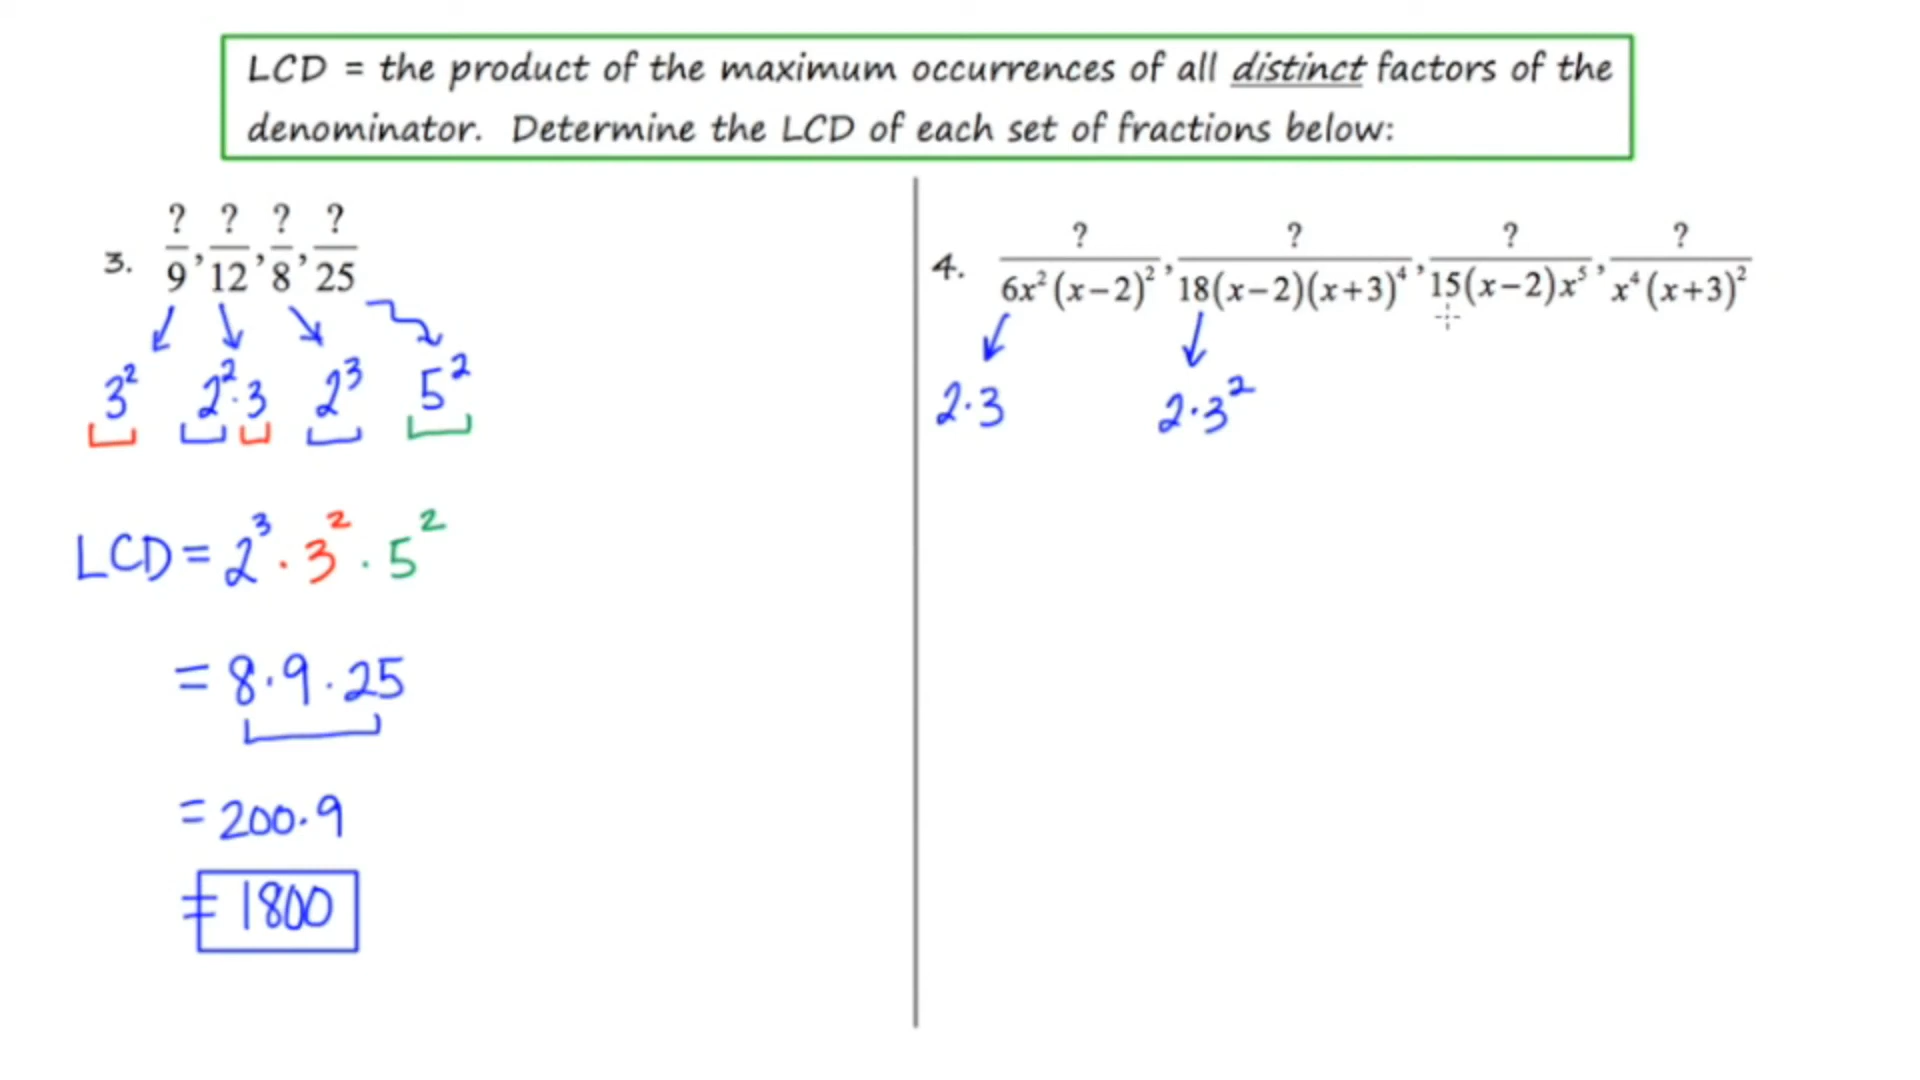 LCD = the product of the maximum occurrences of all distinct factors of the
denominator. Determine the LCD of each set of fractions below:
3. ?/9, ?/12, ?/8, ?/25
3² 2²·3 2³ 5²
LCD = 2³ · 3² · 5²
= 8·9·25
= 200·9
= 1800
4. ?/6x²(x−2)², ?/18(x−2)(x+3)⁴, ?/15(x−2)x⁵, ?/x⁴(x+3)²
2·3 2·3²